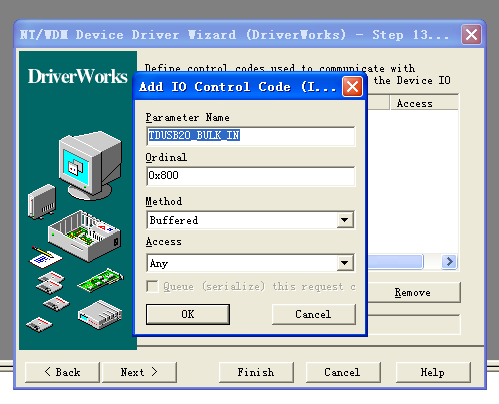 NT/WDM Device Driver Wizard (DriverWorks) - Step 13...
DriverWorks
Define control codes used to communicate with
the Device IO
Access
Add IO Control Code (I...
Parameter Name
TDUSB20_BULK_IN
Ordinal
0x800
Method
Buffered
Access
Any
Queue (serialize) this request c
OK
Cancel
Remove
< Back
Next >
Finish
Cancel
Help